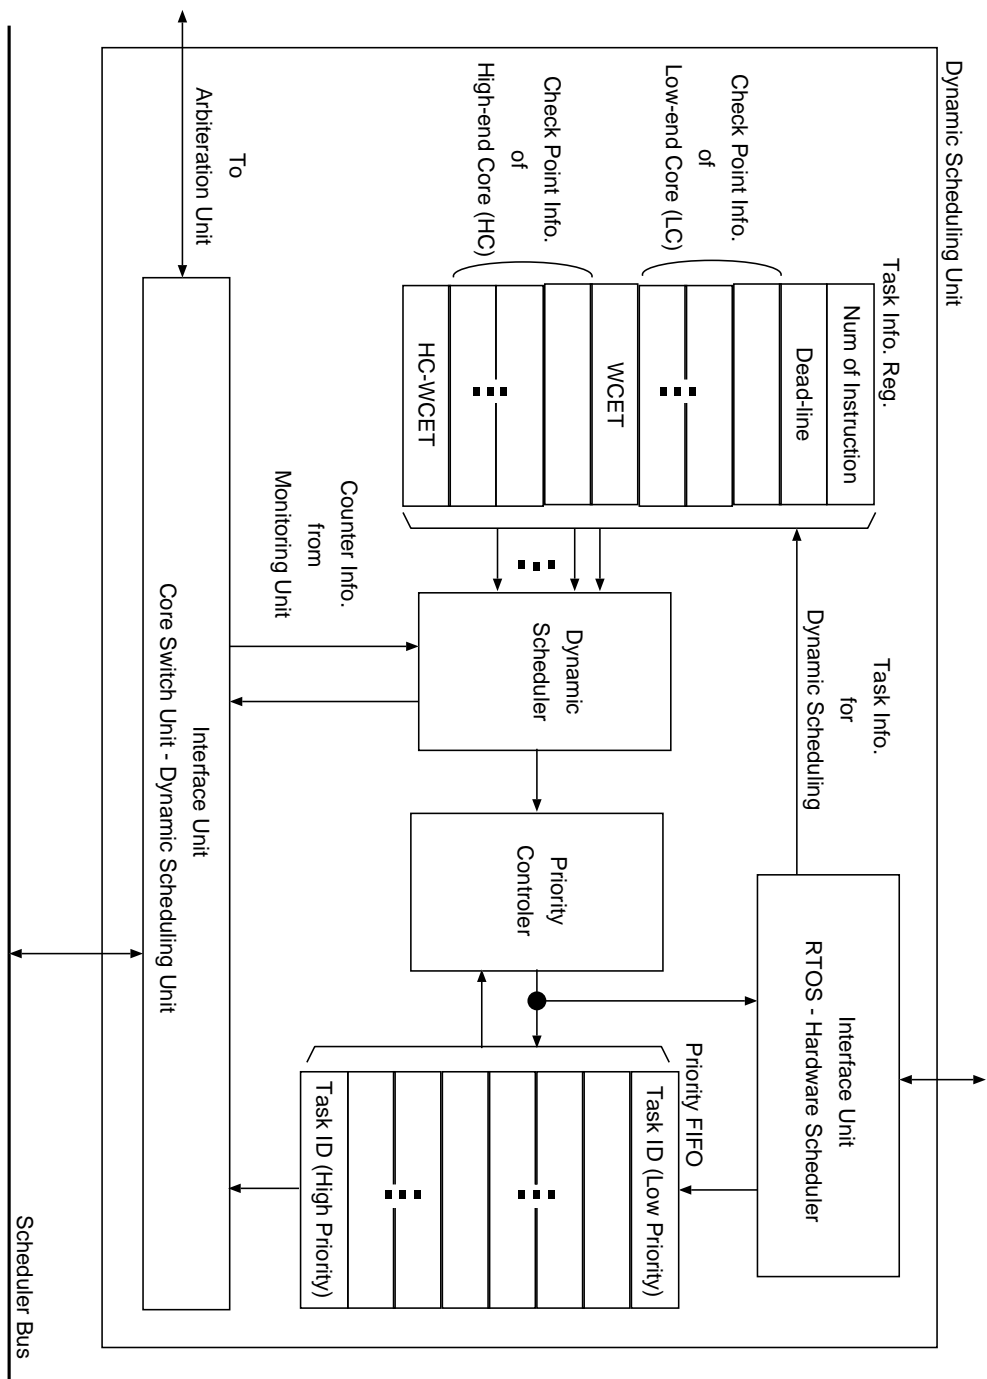 Dynamic Scheduling Unit
Task Info. Reg.
Num of Instruction
Dead-line
Check Point Info.
of
Low-end Core (LC)
WCET
Check Point Info.
of
High-end Core (HC)
HC-WCET
Task Info.
for
Dynamic Scheduling
Interface Unit
RTOS - Hardware Scheduler
Dynamic
Scheduler
Priority
Controler
Priority FIFO
Task ID (Low Priority)
Task ID (High Priority)
Counter Info.
from
Monitoring Unit
To
Arbiteration Unit
Interface Unit
Core Switch Unit - Dynamic Scheduling Unit
Scheduler Bus